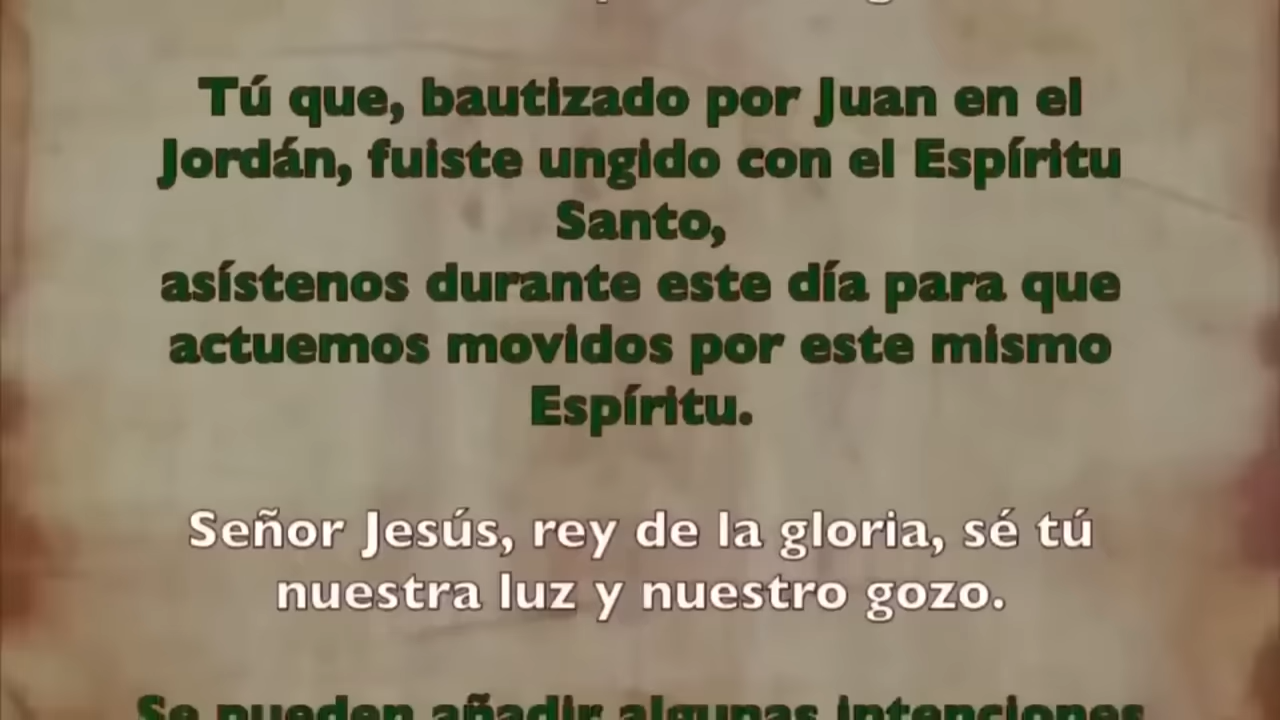 Tú que, bautizado por Juan en el
Jordán, fuiste ungido con el Espíritu
Santo,
asístenos durante este día para que
actuemos movidos por este mismo
Espíritu.
Señor Jesús, rey de la gloria, sé tú
nuestra luz y nuestro gozo.
Se pueden añadir algunas intenciones